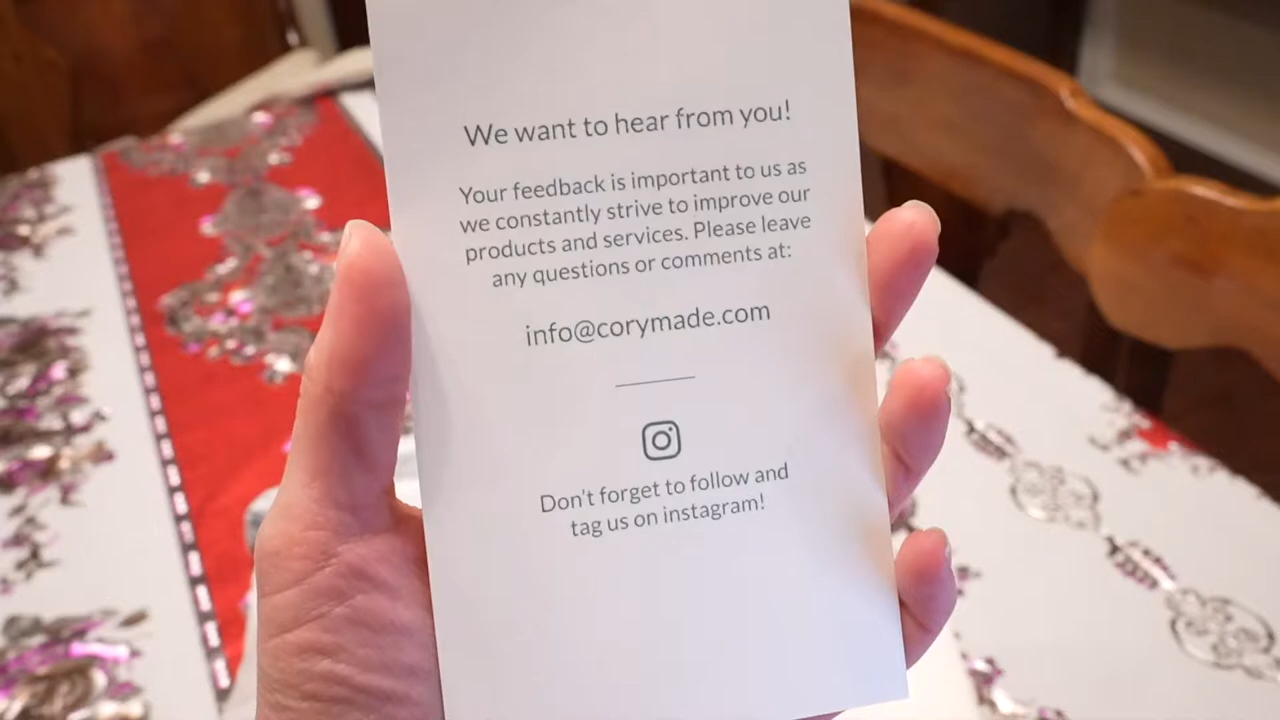 We want to hear from you!
Your feedback is important to us as
we constantly strive to improve our
products and services. Please leave
any questions or comments at:
info@corymade.com
Don't forget to follow and
tag us on instagram!